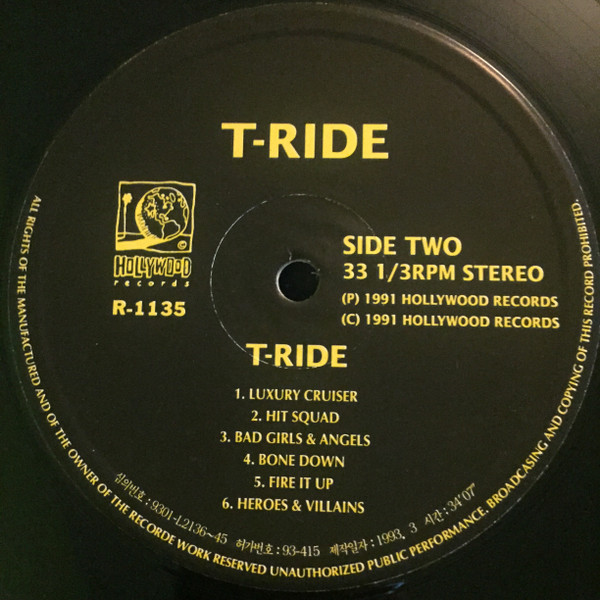 T-RIDE
HOLLYWOOD
records
R-1135
SIDE TWO
33 1/3RPM STEREO
(P) 1991 HOLLYWOOD RECORDS
(C) 1991 HOLLYWOOD RECORDS
T-RIDE
1. LUXURY CRUISER
2. HIT SQUAD
3. BAD GIRLS & ANGELS
4. BONE DOWN
5. FIRE IT UP
6. HEROES & VILLAINS
심의번호 : 9301-L2136~45 허가번호 : 93-415 제작일자 : 1993. 3 시간 : 34'07"
ALL RIGHTS OF THE MANUFACTURED AND OF THE OWNER OF THE RECORDE WORK RESERVED UNAUTHORIZED PUBLIC PERFORMANCE. BROADCASING AND COPYING OF THIS RECORD PROHIBITED.